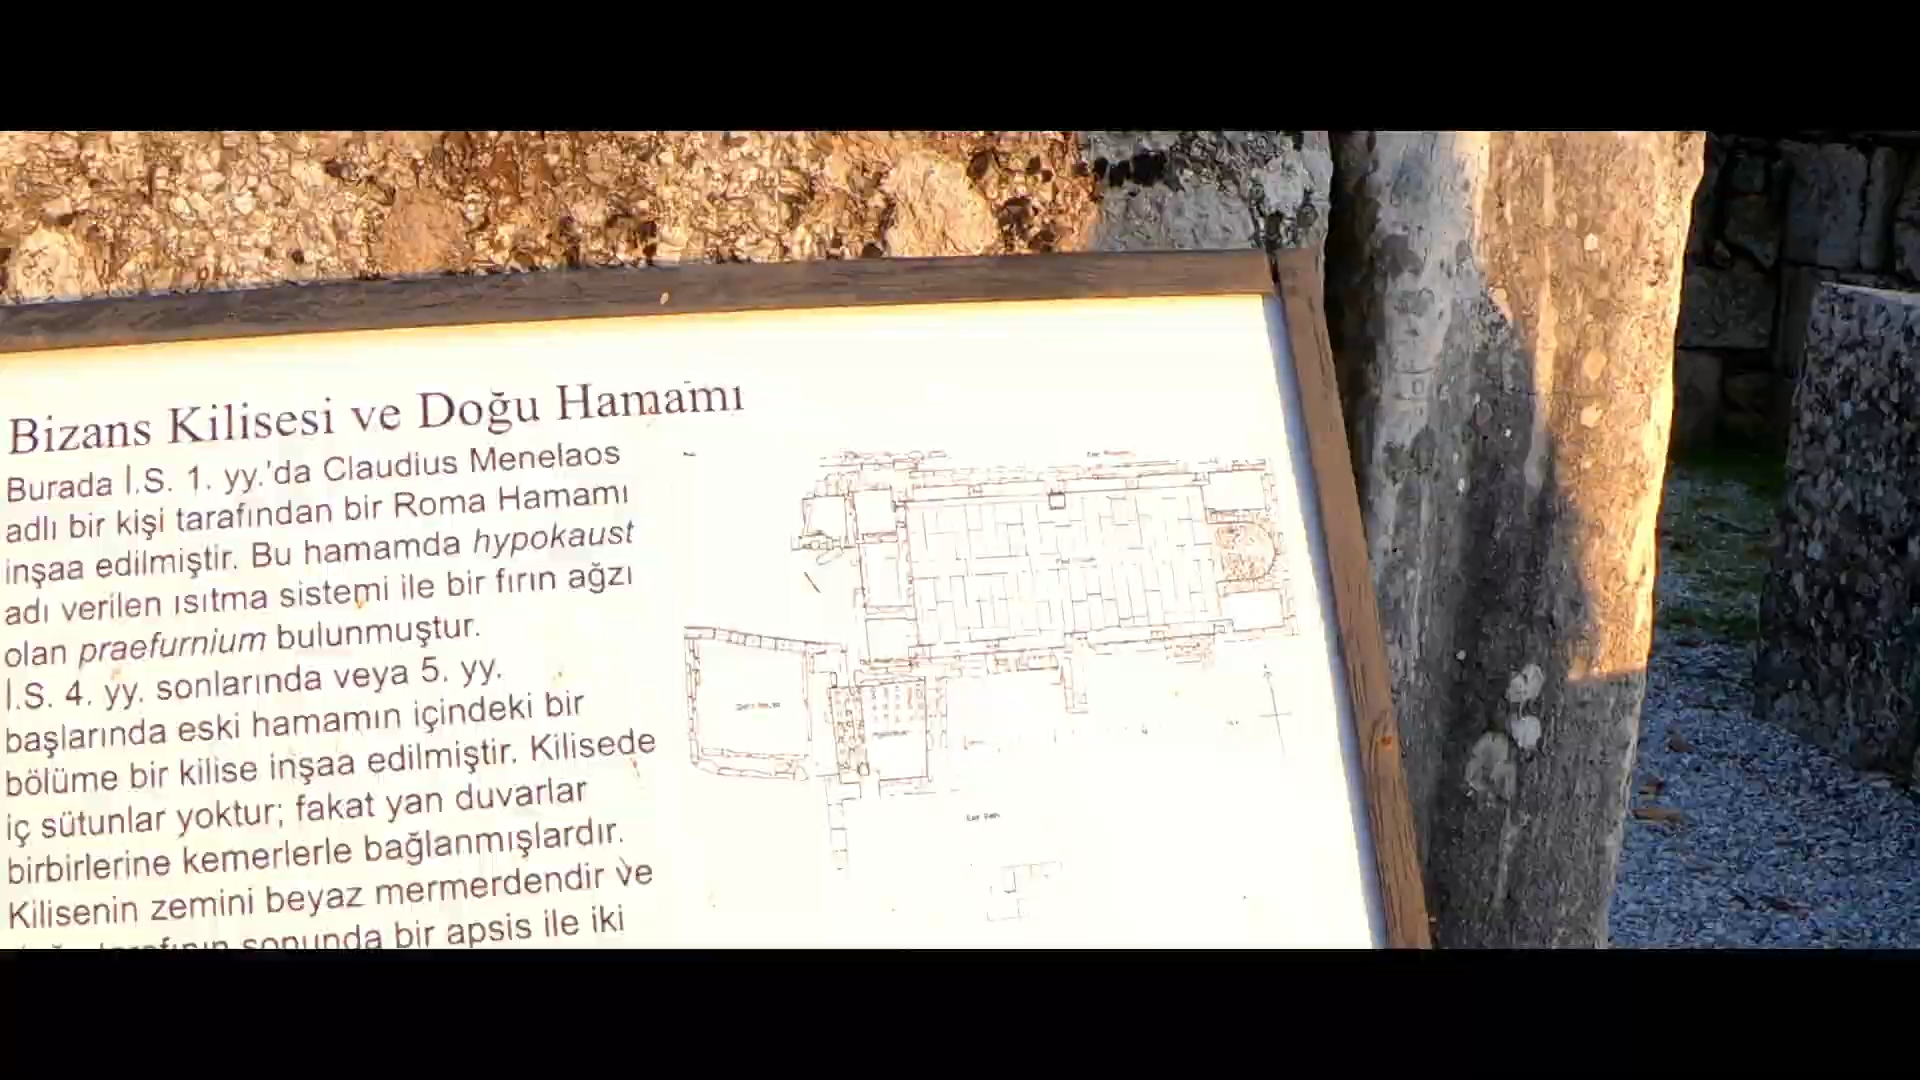 Bizans Kilisesi ve Doğu Hamamı
Burada İ.S. 1. yy.'da Claudius Menelaos
adlı bir kişi tarafından bir Roma Hamamı
inşaa edilmiştir. Bu hamamda hypokaust
adı verilen ısıtma sistemi ile bir fırın ağzı
olan praefurnium bulunmuştur.
İ.S. 4. yy. sonlarında veya 5. yy.
başlarında eski hamamın içindeki bir
bölüme bir kilise inşaa edilmiştir. Kilisede
iç sütunlar yoktur; fakat yan duvarlar
birbirlerine kemerlerle bağlanmışlardır.
Kilisenin zemini beyaz mermerdendir ve
sonunda bir apsis ile iki